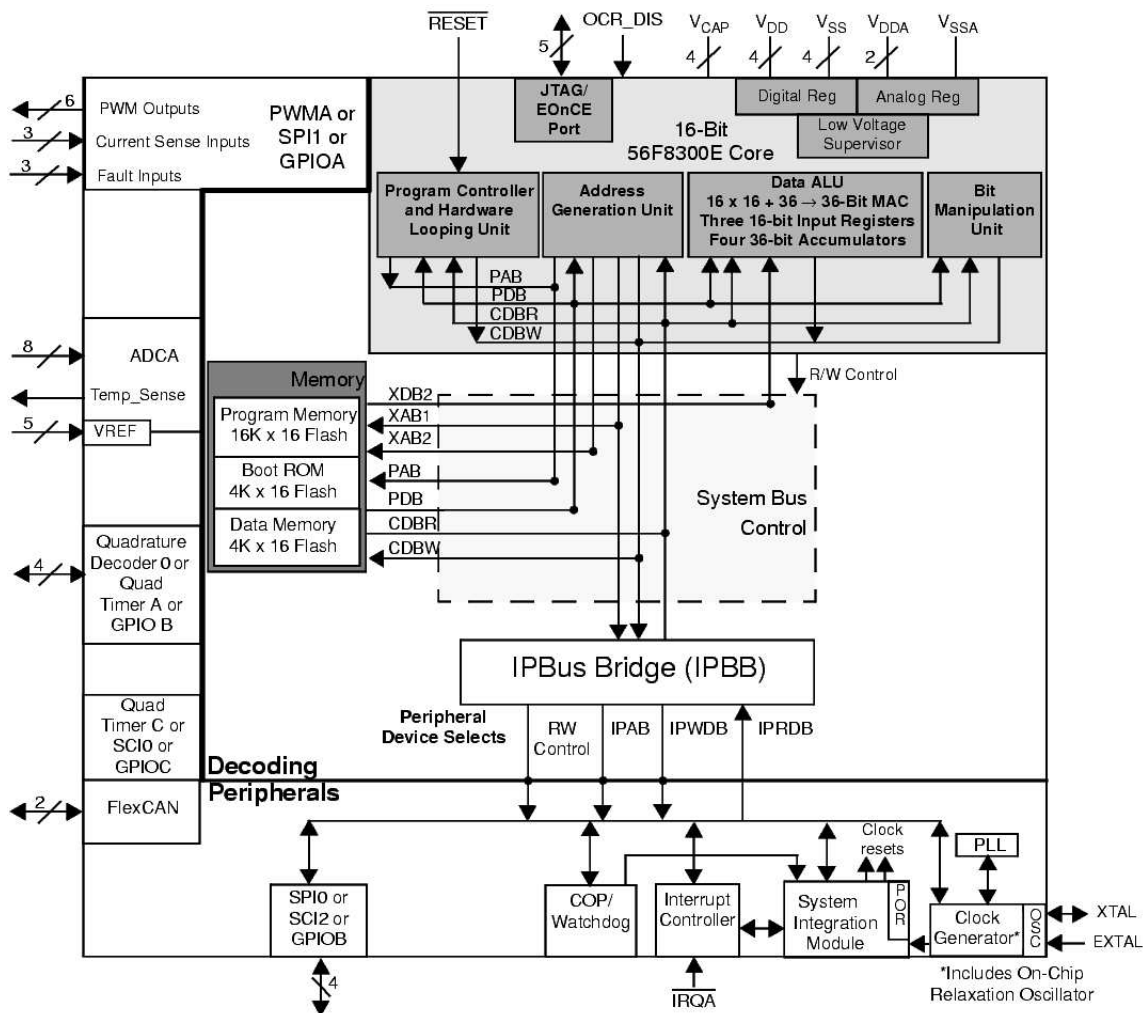 RESET
OCR_DIS
VCAP
VDD
VSS
VDDA
VSSA
5
4
4
4
2
6
PWM Outputs
3
Current Sense Inputs
3
Fault Inputs
PWMA or
SPI1 or
GPIOA
JTAG/
EOnCE
Port
Digital Reg
Analog Reg
Low Voltage
Supervisor
16-Bit
56F8300E Core
Program Controller
and Hardware
Looping Unit
Address
Generation Unit
Data ALU
16 x 16 + 36 → 36-Bit MAC
Three 16-bit Input Registers
Four 36-bit Accumulators
Bit
Manipulation
Unit
PAB
PDB
CDBR
CDBW
R/W Control
8
ADCA
Temp_Sense
5
VREF
Memory
Program Memory
16K x 16 Flash
Boot ROM
4K x 16 Flash
Data Memory
4K x 16 Flash
XDB2
XAB1
XAB2
PAB
PDB
CDBR
CDBW
System Bus
Control
4
Quadrature
Decoder 0 or
Quad
Timer A or
GPIO B
IPBus Bridge (IPBB)
Quad
Timer C or
SCI0 or
GPIOC
Peripheral
Device Selects
RW
Control
IPAB
IPWDB
IPRDB
Decoding
Peripherals
2
FlexCAN
Clock
resets
PLL
SPI0 or
SCI2 or
GPIOB
COP/
Watchdog
Interrupt
Controller
System
Integration
Module
POR
Clock
Generator*
OSC
XTAL
EXTAL
4
IRQA
*Includes On-Chip
Relaxation Oscillator